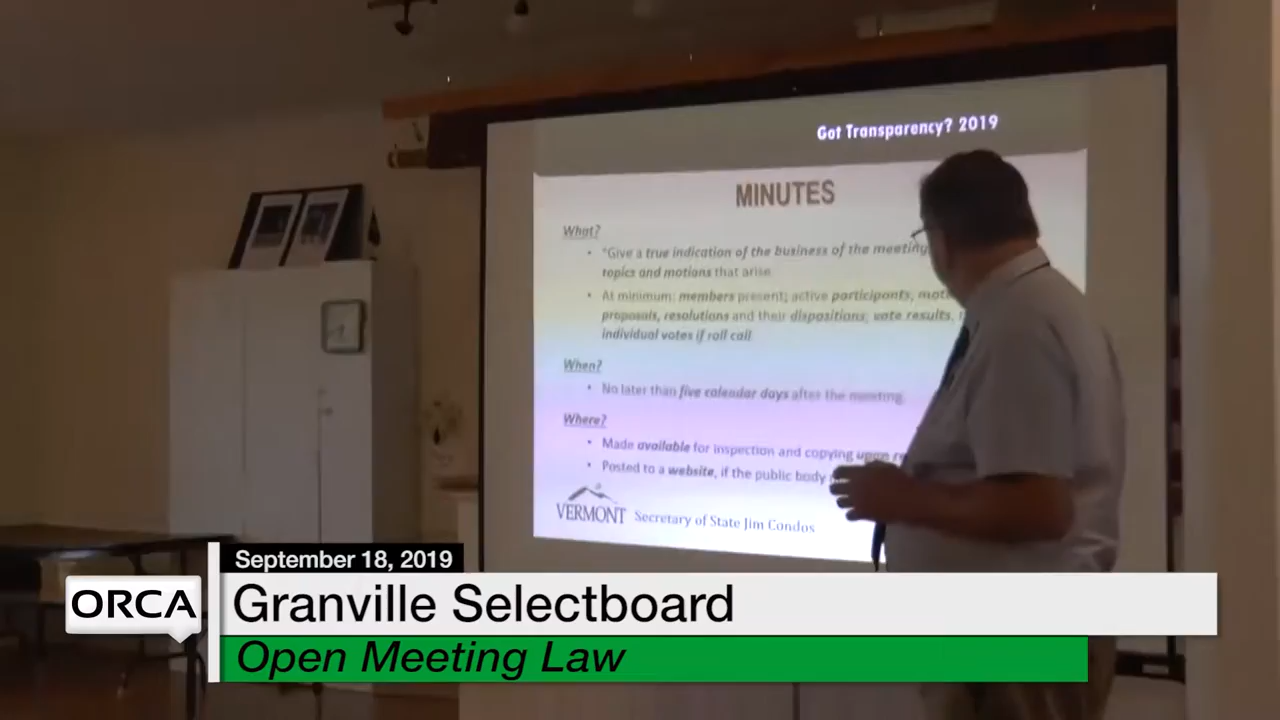 Got Transparency? 2019
MINUTES
What?
• "Give a true indication of the business of the meeting
topics and motions that arise
• At minimum: members present; active participants,
proposals, resolutions and their dispositions; vote results,
individual votes if roll call
When?
• No later than five calendar days after the meeting.
Where?
• Made available for inspection and copying upon
• Posted to a website, if the public body
VERMONT
Secretary of State Jim Condos
September 18, 2019
ORCA
Granville Selectboard
Open Meeting Law